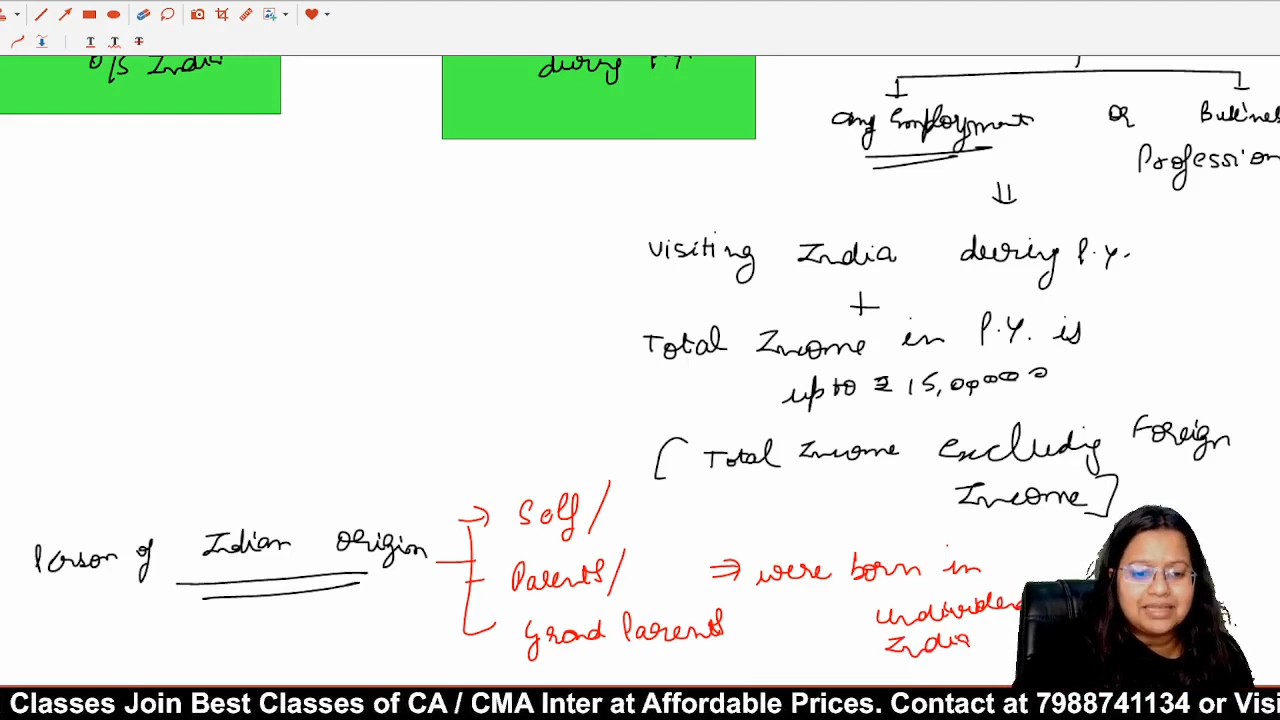 O/S India
during P.Y.
any Employment or Busines
Profession
Visiting India during P.Y.
+
Total Income in P.Y. is
upto ₹ 15,00,000
[Total Income excluding Foreign
Income]
Person of Indian origin
Self/
Parents/
Grand Parents
⇒ were born in
undivided
India
Classes Join Best Classes of CA / CMA Inter at Affordable Prices. Contact at 7988741134 or Visi